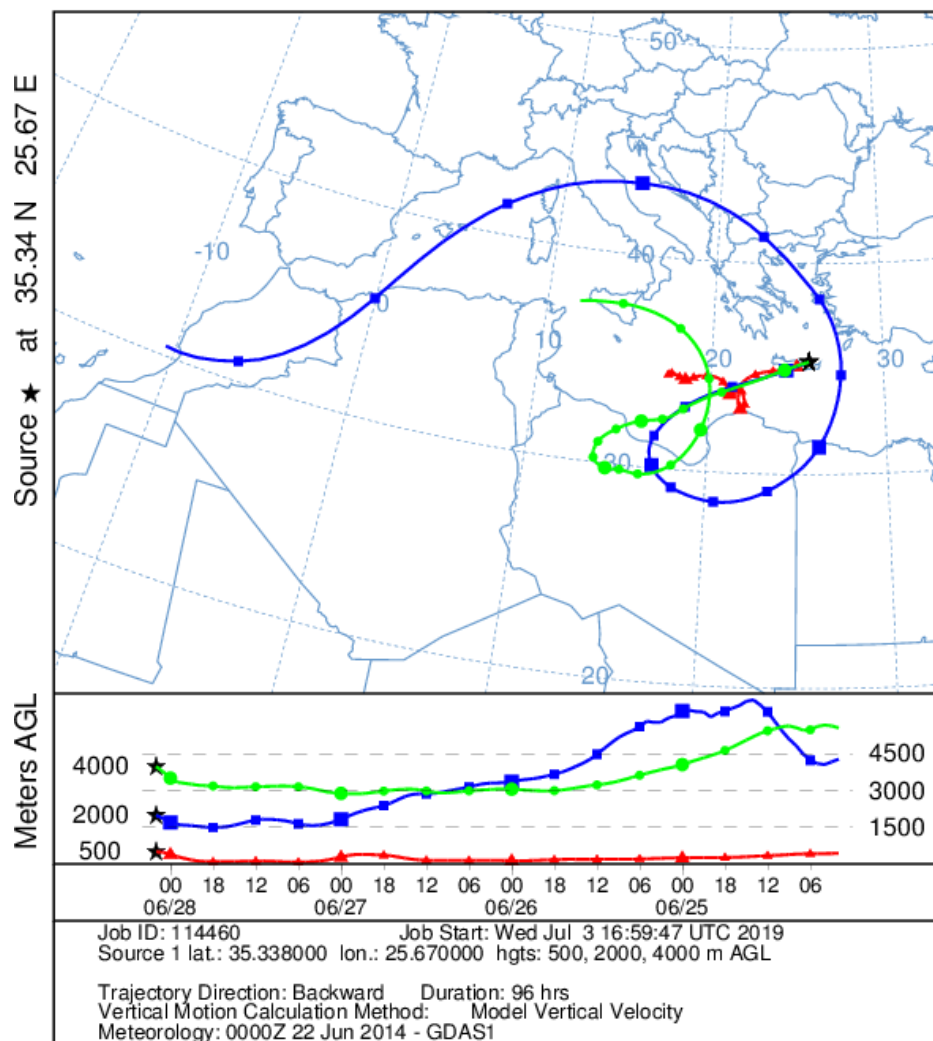 Source ★ at 35.34 N 25.67 E
50
-10
40
0
10
20
30
30
20
Meters AGL
4000
2000
500
4500
3000
1500
00 18 12 06 00 18 12 06 00 18 12 06 00 18 12 06
06/28 06/27 06/26 06/25
Job ID: 114460 Job Start: Wed Jul 3 16:59:47 UTC 2019
Source 1 lat.: 35.338000 lon.: 25.670000 hgts: 500, 2000, 4000 m AGL
Trajectory Direction: Backward Duration: 96 hrs
Vertical Motion Calculation Method: Model Vertical Velocity
Meteorology: 0000Z 22 Jun 2014 - GDAS1